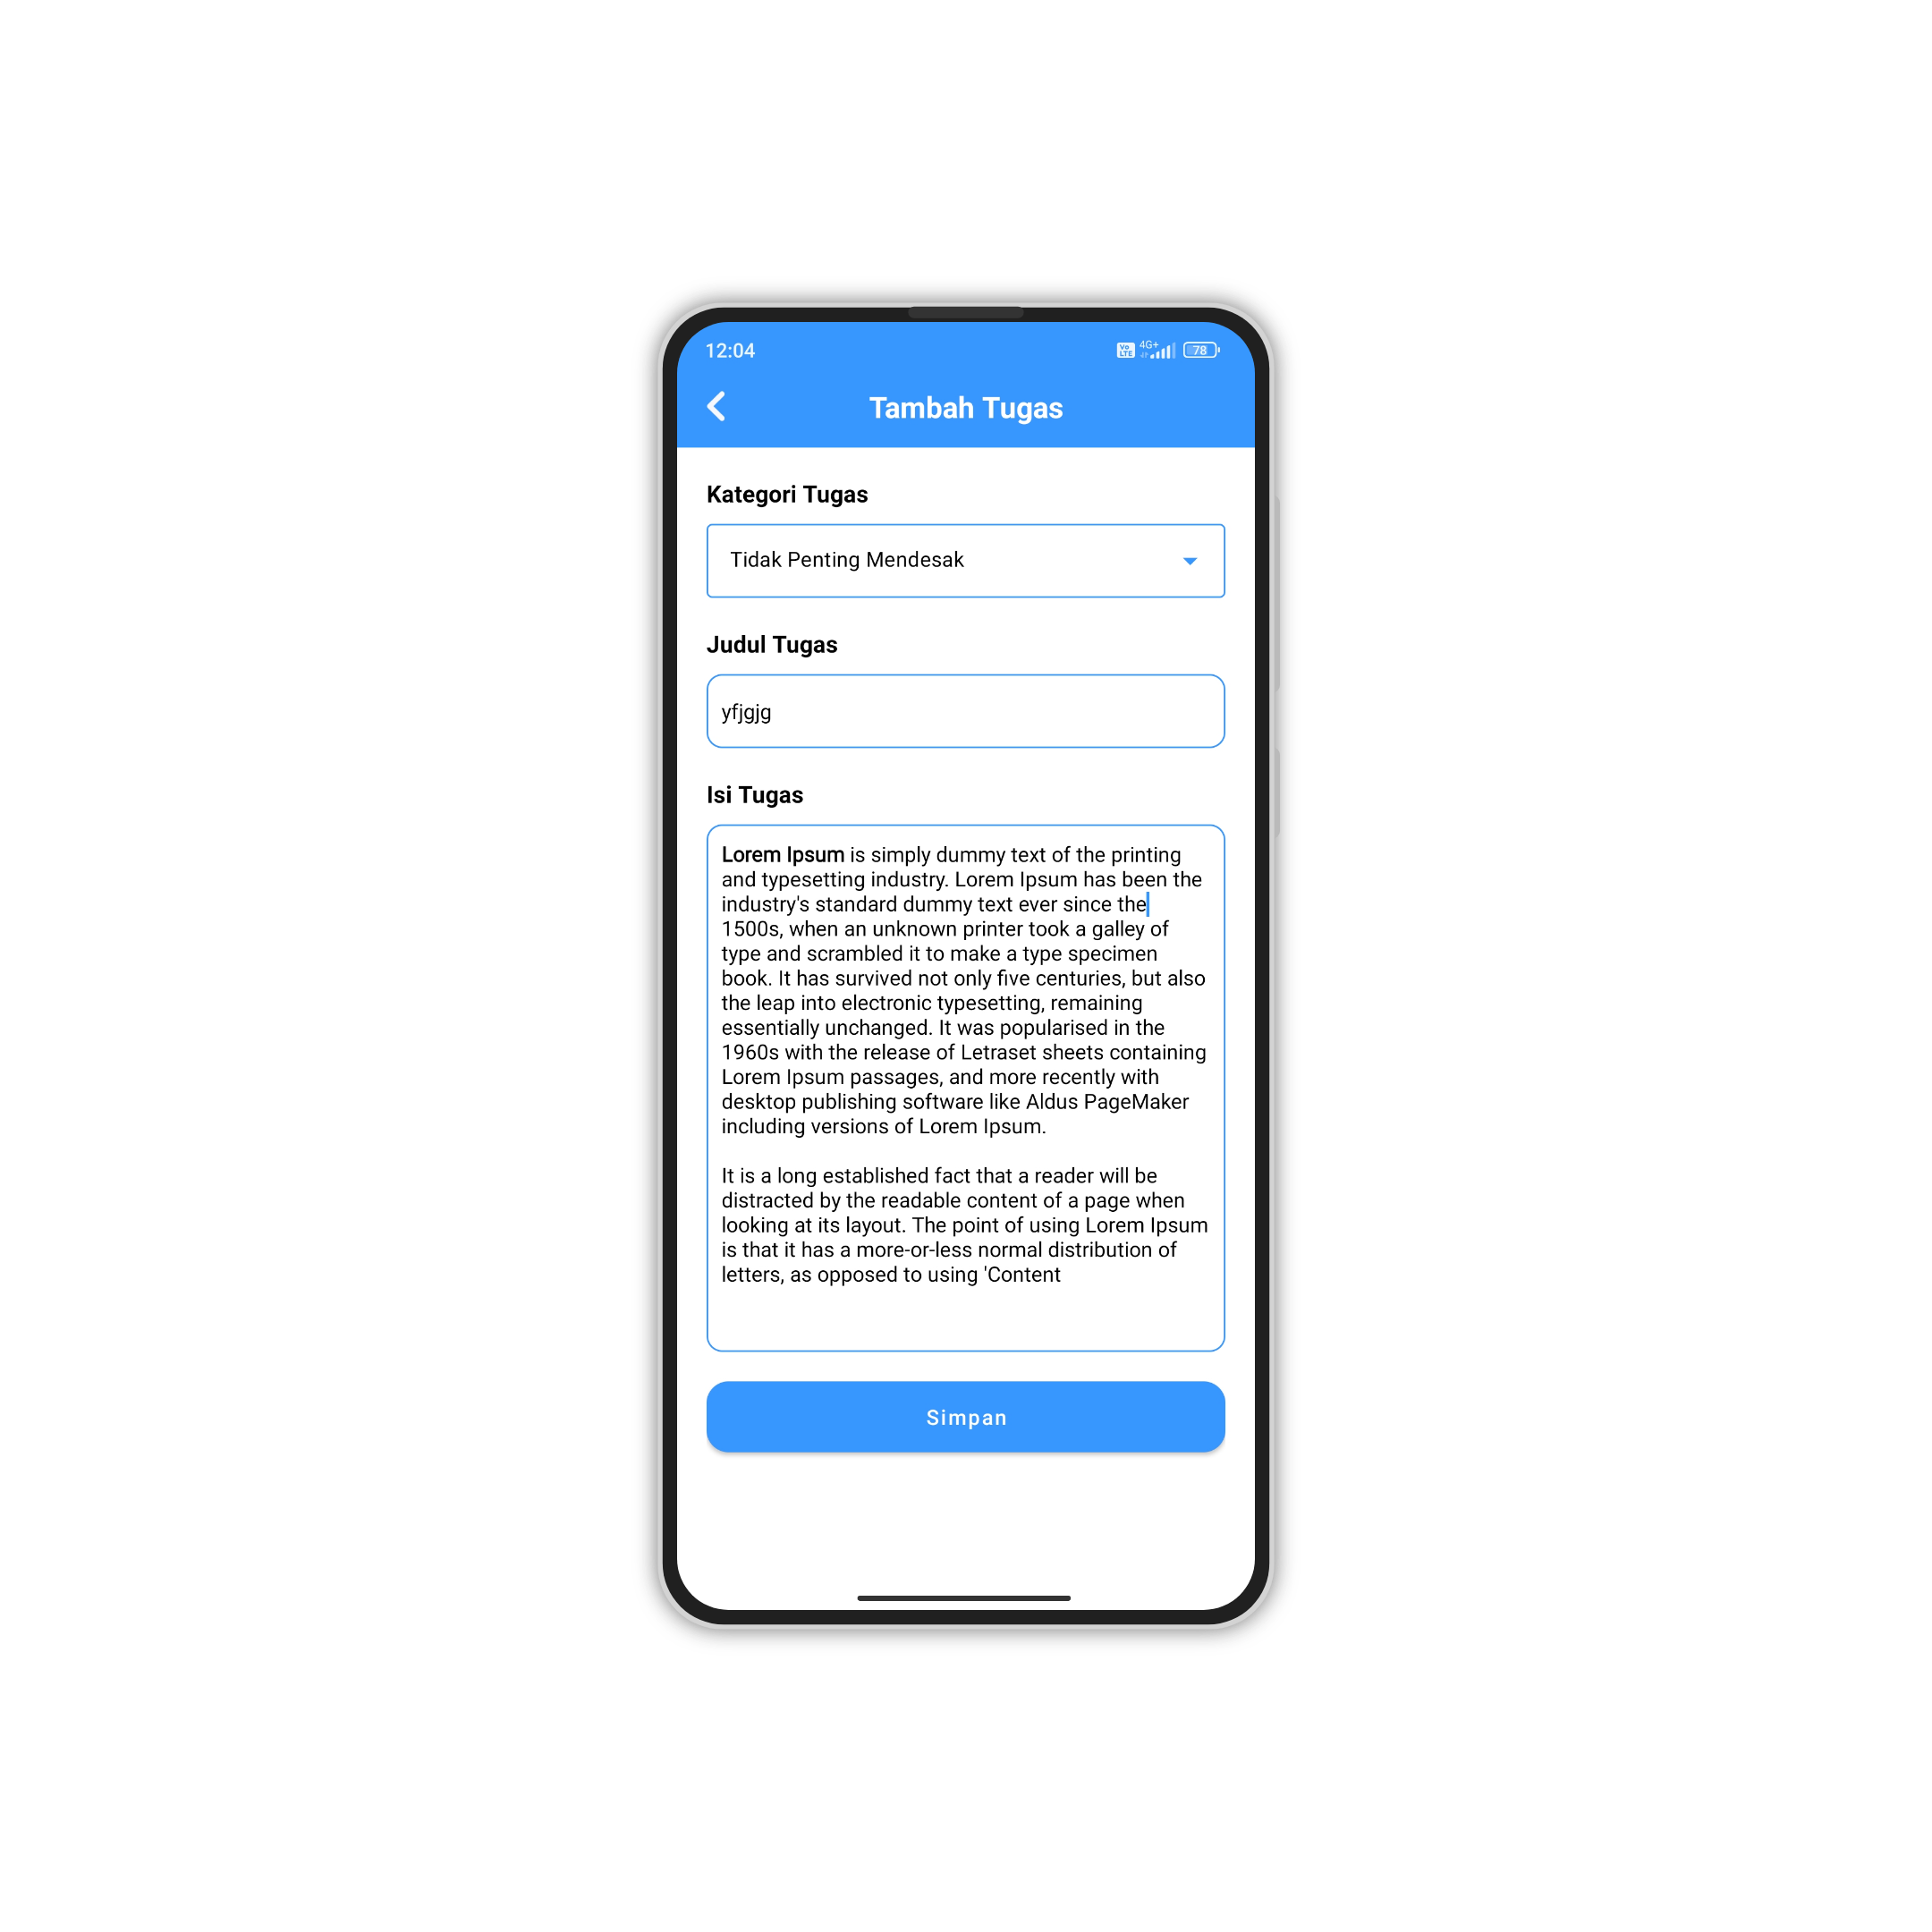 12:04
Vo LTE 4G+ 78
Tambah Tugas
Kategori Tugas
Tidak Penting Mendesak
Judul Tugas
yfjgjg
Isi Tugas
Lorem Ipsum is simply dummy text of the printing
and typesetting industry. Lorem Ipsum has been the
industry's standard dummy text ever since the
1500s, when an unknown printer took a galley of
type and scrambled it to make a type specimen
book. It has survived not only five centuries, but also
the leap into electronic typesetting, remaining
essentially unchanged. It was popularised in the
1960s with the release of Letraset sheets containing
Lorem Ipsum passages, and more recently with
desktop publishing software like Aldus PageMaker
including versions of Lorem Ipsum.
It is a long established fact that a reader will be
distracted by the readable content of a page when
looking at its layout. The point of using Lorem Ipsum
is that it has a more-or-less normal distribution of
letters, as opposed to using 'Content
Simpan